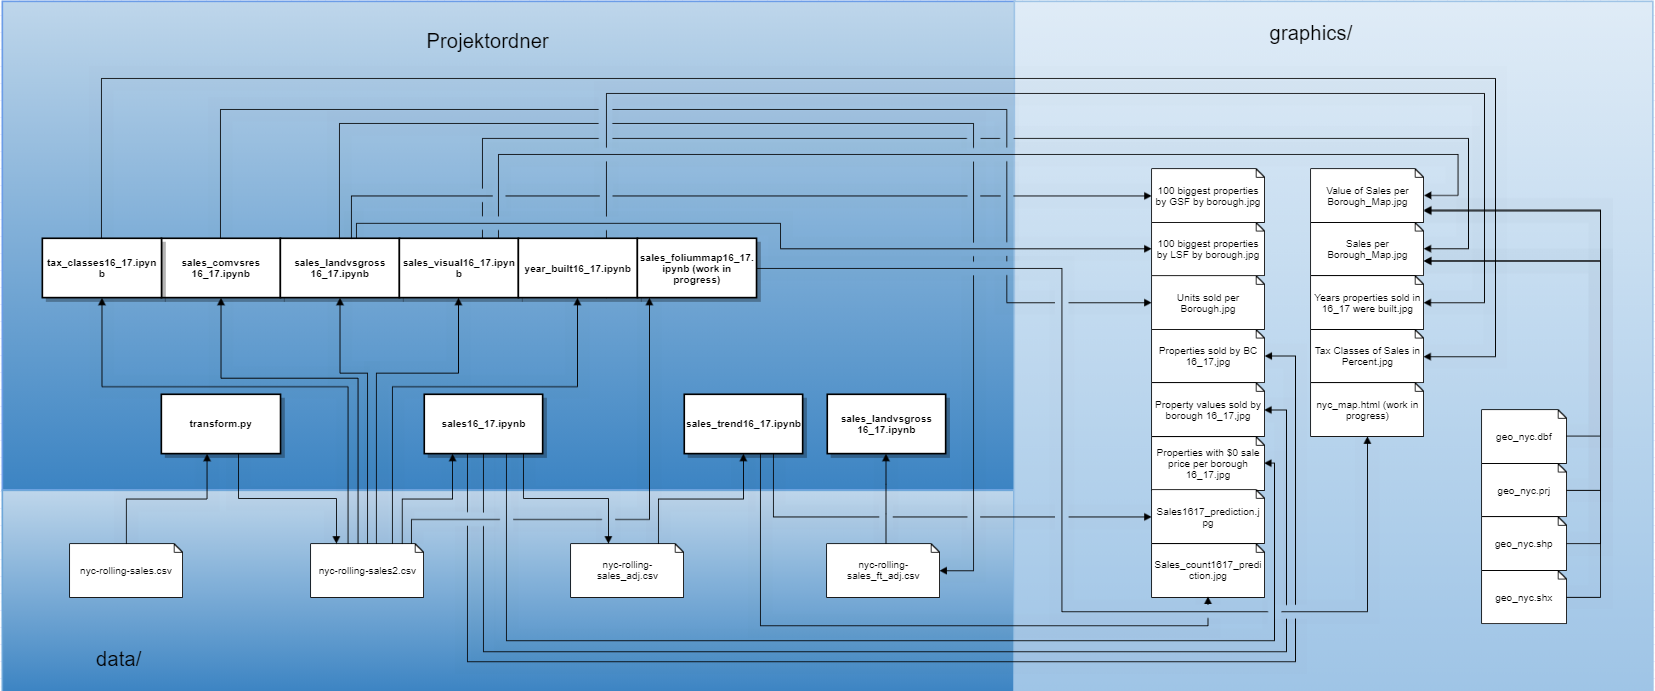 Projektordner
graphics/
tax_classes16_17.ipyn
b
sales_comvsres
16_17.ipynb
sales_landvsgross
16_17.ipynb
sales_visual16_17.ipyn
b
year_built16_17.ipynb
sales_foliummap16_17.
ipynb (work in
progress)
transform.py
sales16_17.ipynb
sales_trend16_17.ipynb
sales_landvsgross
16_17.ipynb
nyc-rolling-sales.csv
nyc-rolling-sales2.csv
nyc-rolling-
sales_adj.csv
nyc-rolling-
sales_ft_adj.csv
data/
100 biggest properties
by GSF by borough.jpg
100 biggest properties
by LSF by borough.jpg
Units sold per
Borough.jpg
Properties sold by BC
16_17.jpg
Property values sold by
borough 16_17.jpg
Properties with $0 sale
price per borough
16_17.jpg
Sales1617_prediction.j
pg
Sales_count1617_predi
ction.jpg
Value of Sales per
Borough_Map.jpg
Sales per
Borough_Map.jpg
Years properties sold in
16_17 were built.jpg
Tax Classes of Sales in
Percent.jpg
nyc_map.html (work in
progress)
geo_nyc.dbf
geo_nyc.prj
geo_nyc.shp
geo_nyc.shx